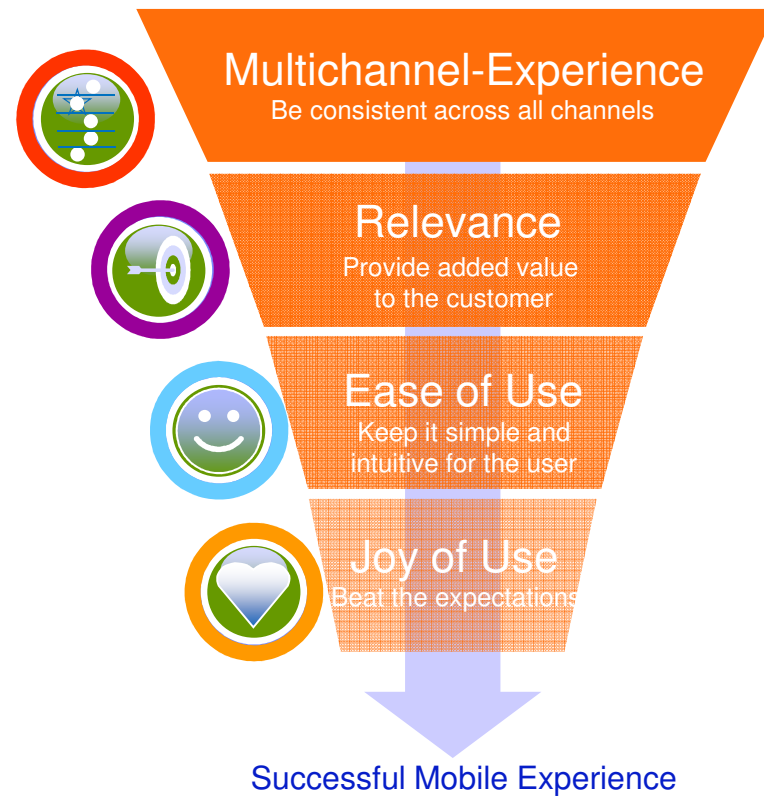 Multichannel-Experience
Be consistent across all channels
Relevance
Provide added value
to the customer
Ease of Use
Keep it simple and
intuitive for the user
Joy of Use
Beat the expectations
Successful Mobile Experience